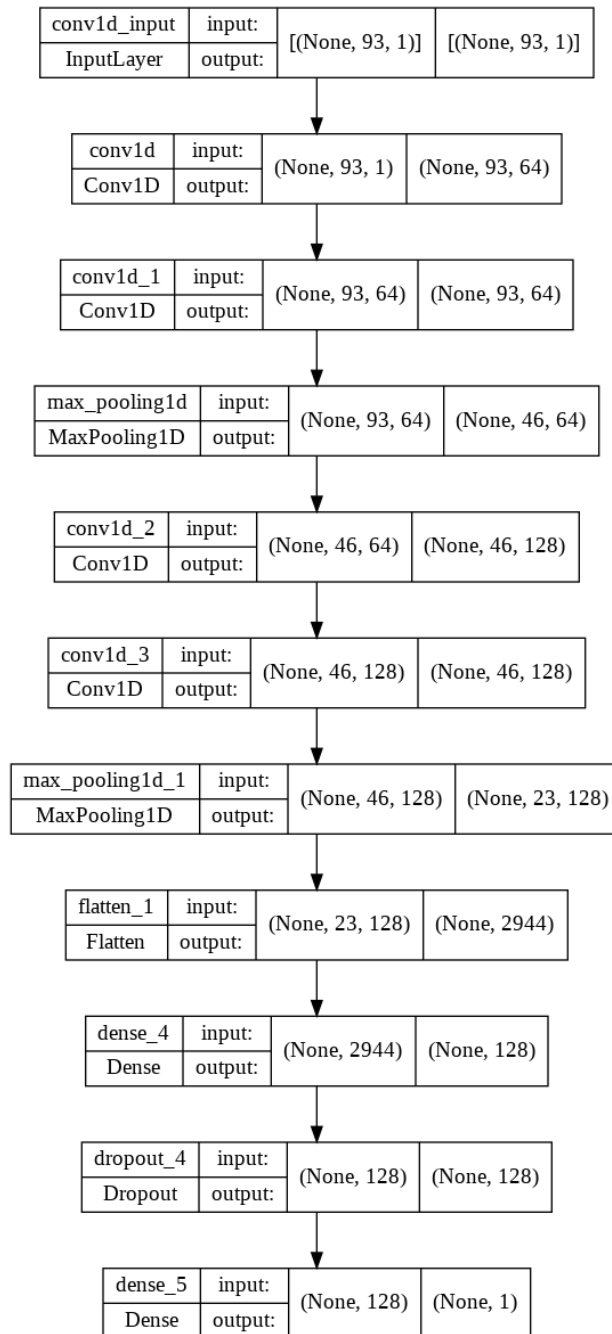 conv1d_input input: [(None, 93, 1)] [(None, 93, 1)]
InputLayer output:
conv1d input: (None, 93, 1) (None, 93, 64)
Conv1D output:
conv1d_1 input: (None, 93, 64) (None, 93, 64)
Conv1D output:
max_pooling1d input: (None, 93, 64) (None, 46, 64)
MaxPooling1D output:
conv1d_2 input: (None, 46, 64) (None, 46, 128)
Conv1D output:
conv1d_3 input: (None, 46, 128) (None, 46, 128)
Conv1D output:
max_pooling1d_1 input: (None, 46, 128) (None, 23, 128)
MaxPooling1D output:
flatten_1 input: (None, 23, 128) (None, 2944)
Flatten output:
dense_4 input: (None, 2944) (None, 128)
Dense output:
dropout_4 input: (None, 128) (None, 128)
Dropout output:
dense_5 input: (None, 128) (None, 1)
Dense output: